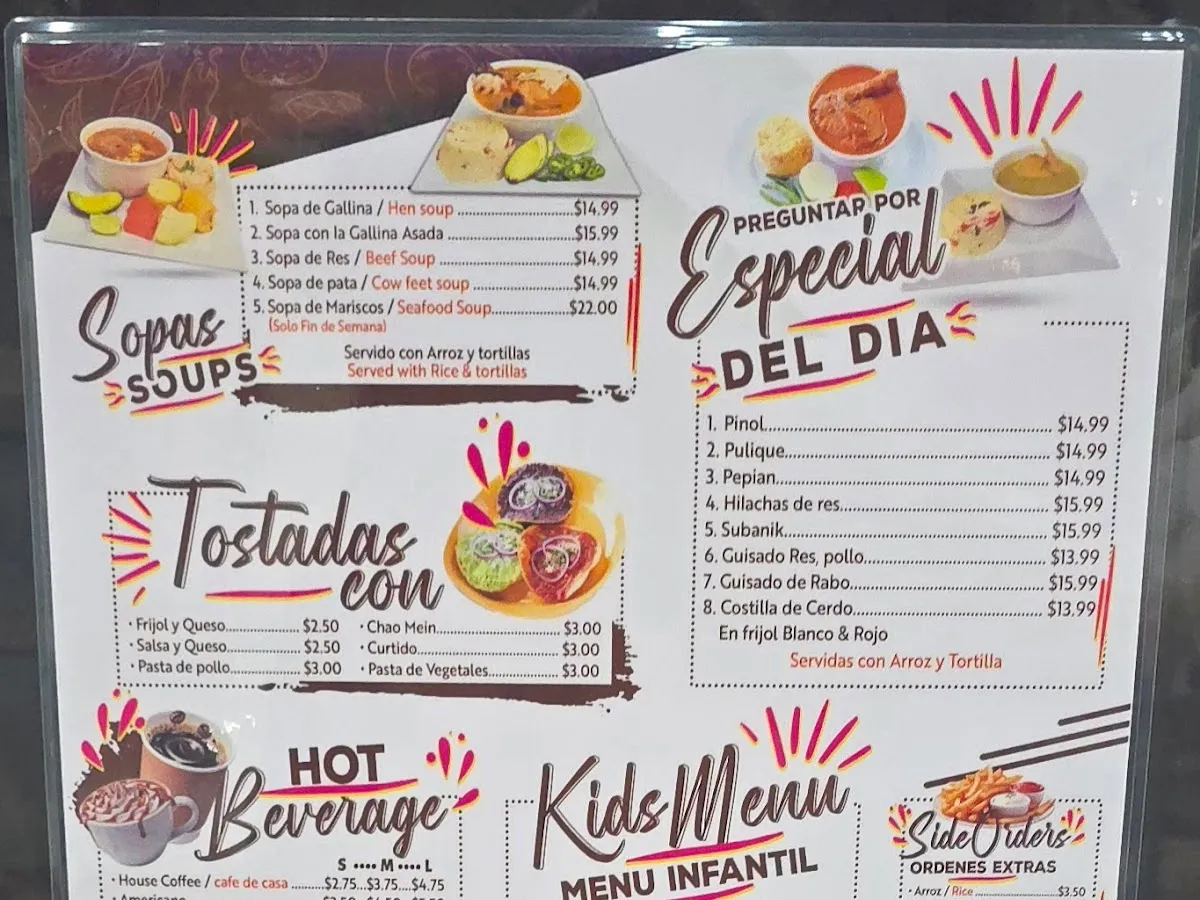 Sopas
SOUPS
1. Sopa de Gallina / Hen soup ........ $14.99
2. Sopa con la Gallina Asada ........ $15.99
3. Sopa de Res / Beef Soup ........ $14.99
4. Sopa de pata / Cow feet soup ........ $14.99
5. Sopa de Mariscos / Seafood Soup ........ $22.00
(Solo Fin de Semana)
Servido con Arroz y tortillas
Served with Rice & tortillas
PREGUNTAR POR
Especial
DEL DIA
1. Pinol ........ $14.99
2. Pulique ........ $14.99
3. Pepian ........ $14.99
4. Hilachas de res ........ $15.99
5. Subanik ........ $15.99
6. Guisado Res, pollo ........ $13.99
7. Guisado de Rabo ........ $15.99
8. Costilla de Cerdo ........ $13.99
En frijol Blanco & Rojo
Servidas con Arroz y Tortilla
Tostadas
con
· Frijol y Queso ........ $2.50
· Salsa y Queso ........ $2.50
· Pasta de pollo ........ $3.00
· Chao Mein ........ $3.00
· Curtido ........ $3.00
· Pasta de Vegetales ........ $3.00
HOT
Beverage
S .... M .... L
· House Coffee / cafe de casa ........ $2.75...$3.75....$4.75
· Americano
Kids Menu
MENU INFANTIL
Side Orders
ORDENES EXTRAS
· Arroz / Rice ........ $3.50